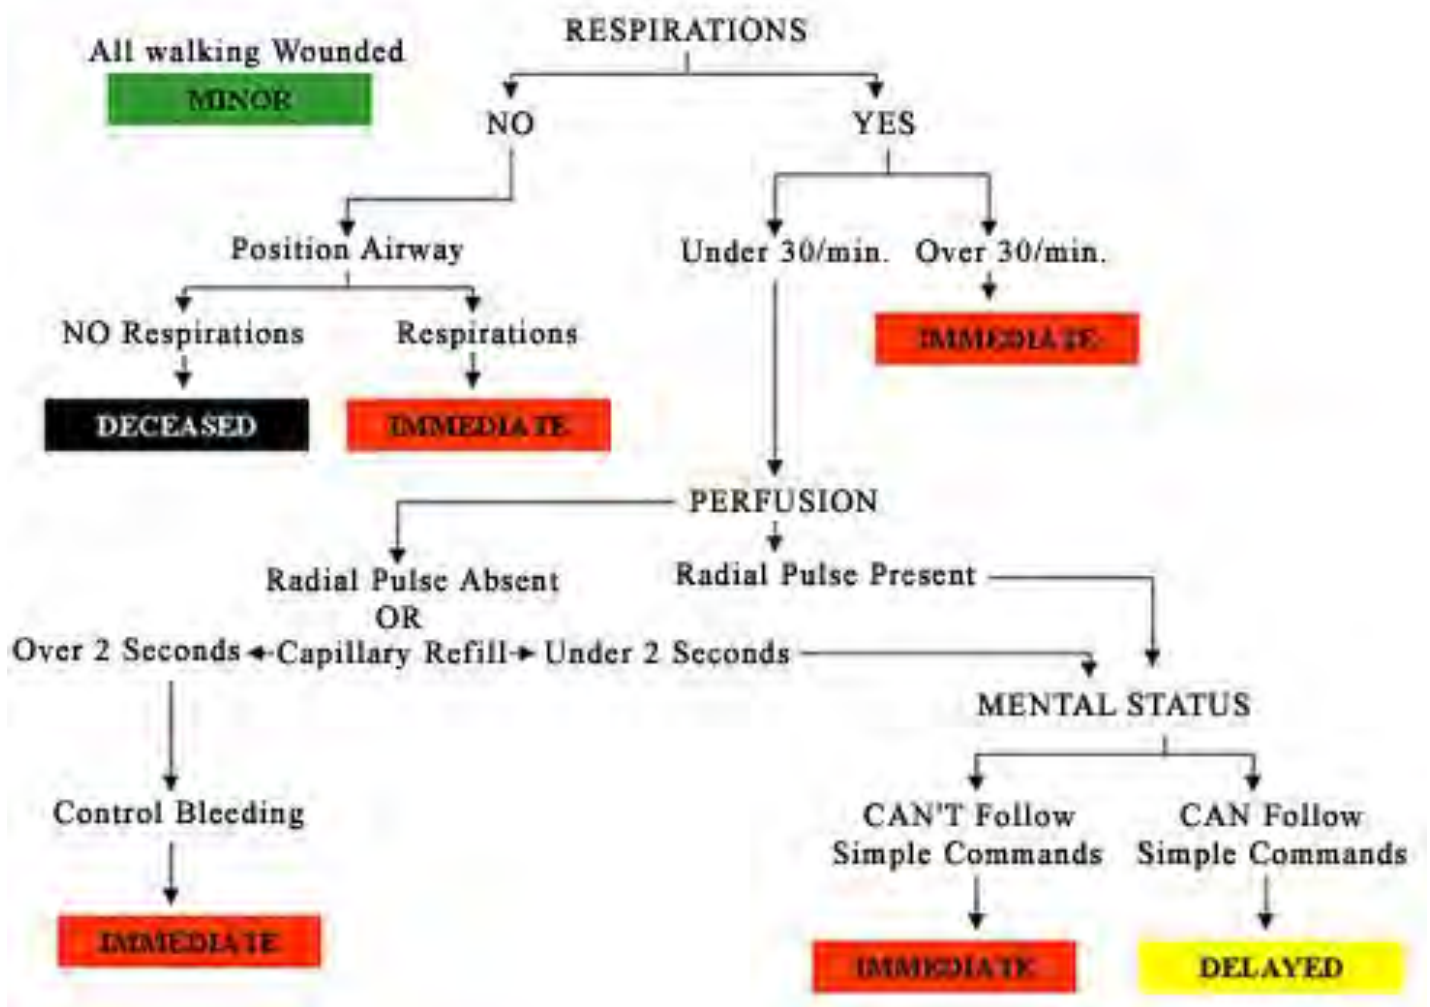 RESPIRATIONS
All walking Wounded
MINOR
NO
YES
Position Airway
Under 30/min.
Over 30/min.
NO Respirations
Respirations
IMMEDIATE
DECEASED
IMMEDIATE
PERFUSION
Radial Pulse Absent
Radial Pulse Present
OR
Over 2 Seconds
Capillary Refill
Under 2 Seconds
MENTAL STATUS
Control Bleeding
CAN'T Follow
Simple Commands
CAN Follow
Simple Commands
IMMEDIATE
IMMEDIATE
DELAYED